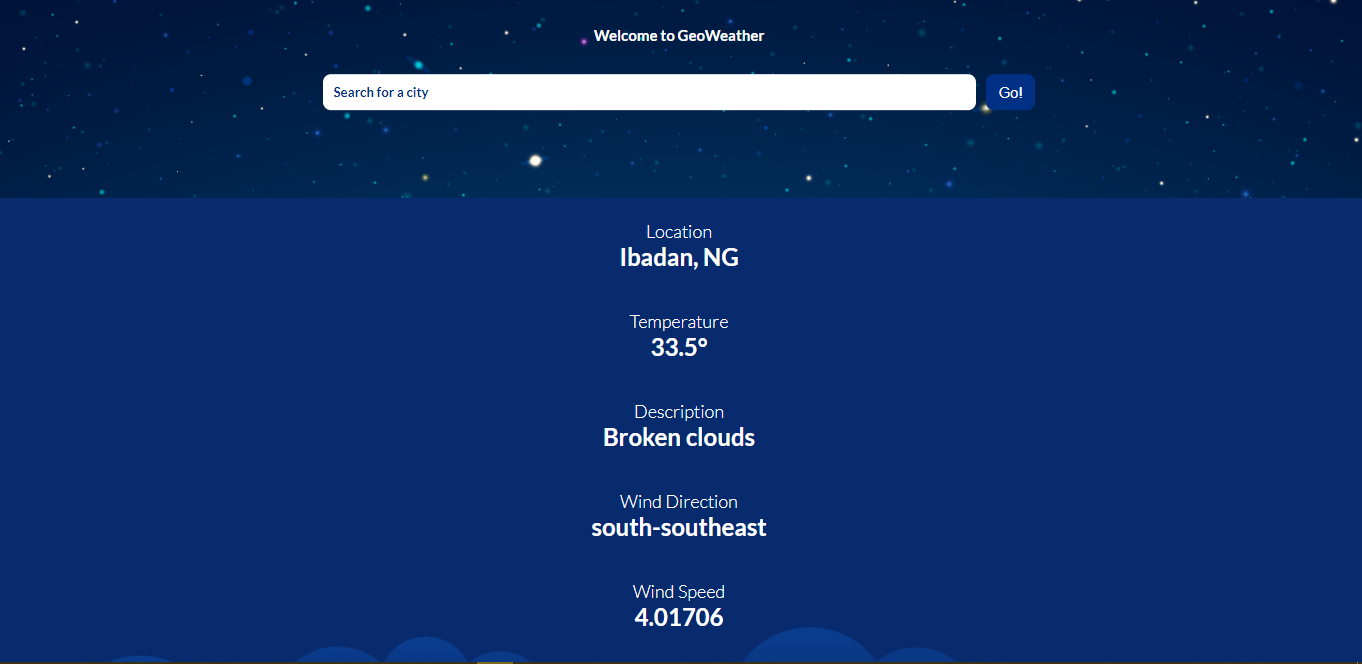 Welcome to GeoWeather
Search for a city
Go!
Location
Ibadan, NG
Temperature
33.5°
Description
Broken clouds
Wind Direction
south-southeast
Wind Speed
4.01706